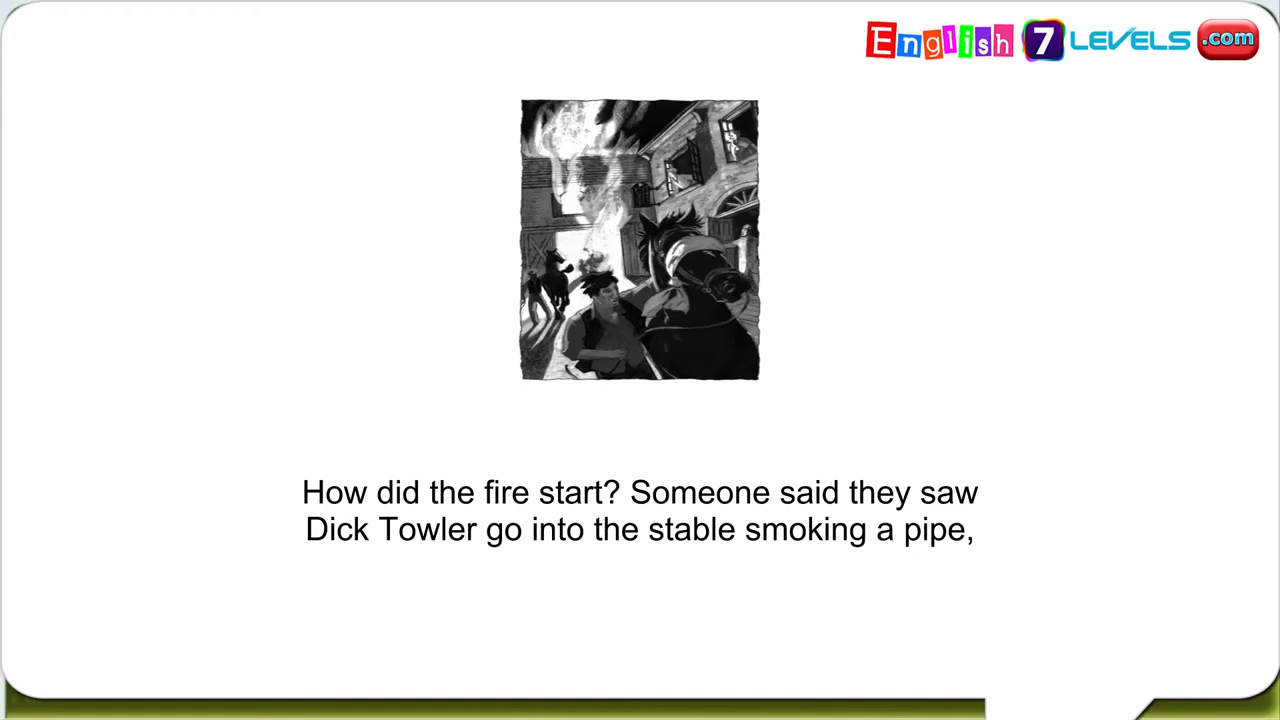 English 7 LEVELS .com
How did the fire start? Someone said they saw
Dick Towler go into the stable smoking a pipe,